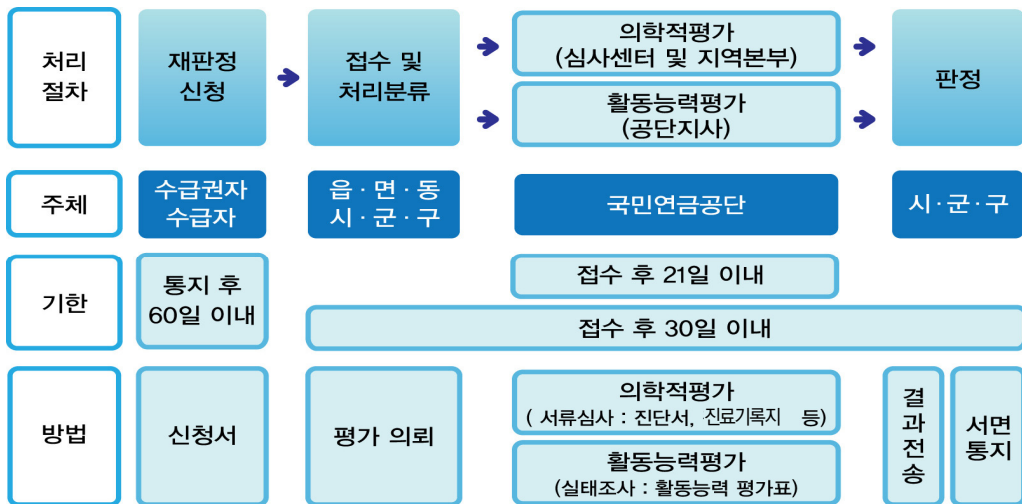 처리
절차
재판정
신청
접수 및
처리분류
의학적평가
(심사센터 및 지역본부)
활동능력평가
(공단지사)
판정
주체
수급권자
수급자
읍·면·동
시·군·구
국민연금공단
시·군·구
기한
통지 후
60일 이내
접수 후 21일 이내
접수 후 30일 이내
방법
신청서
평가 의뢰
의학적평가
( 서류심사 : 진단서, 진료기록지 등)
활동능력평가
(실태조사 : 활동능력 평가표)
결과전송
서면
통지